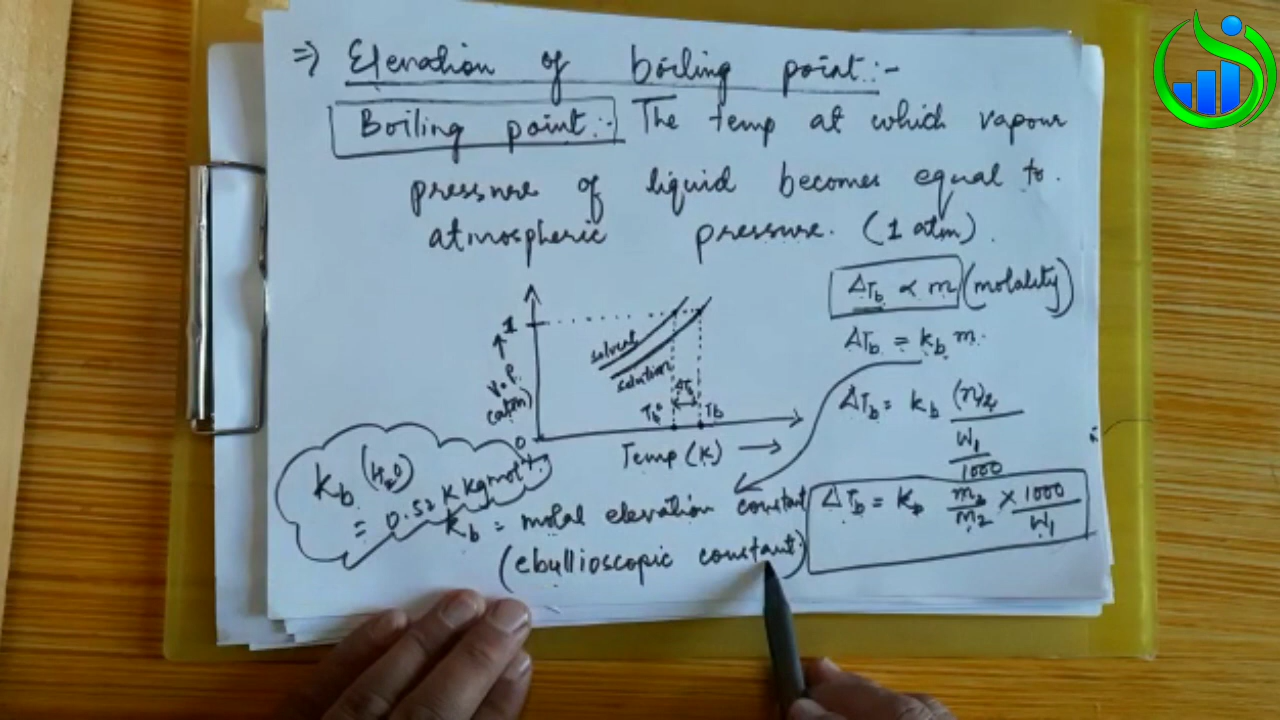 ⇒) Elevation of boiling point :-
Boiling point :- The temp at which vapour
pressure of liquid becomes equal to
atmospheric pressure. (1 atm).
ΔTb ∝ m (molality)
ΔTb = kb m.
ΔTb = kb (n)2 / (W1/1000)
ΔTb = Kb m2/M2 × 1000/W1
1
V.P. (atm) →
0
solvent
solution
ΔTb
Tb° Tb
Temp (K) →
Kb (H2O)
= 0.52 K kg mol-1.
Kb = molal elevation constant
(ebullioscopic constant)